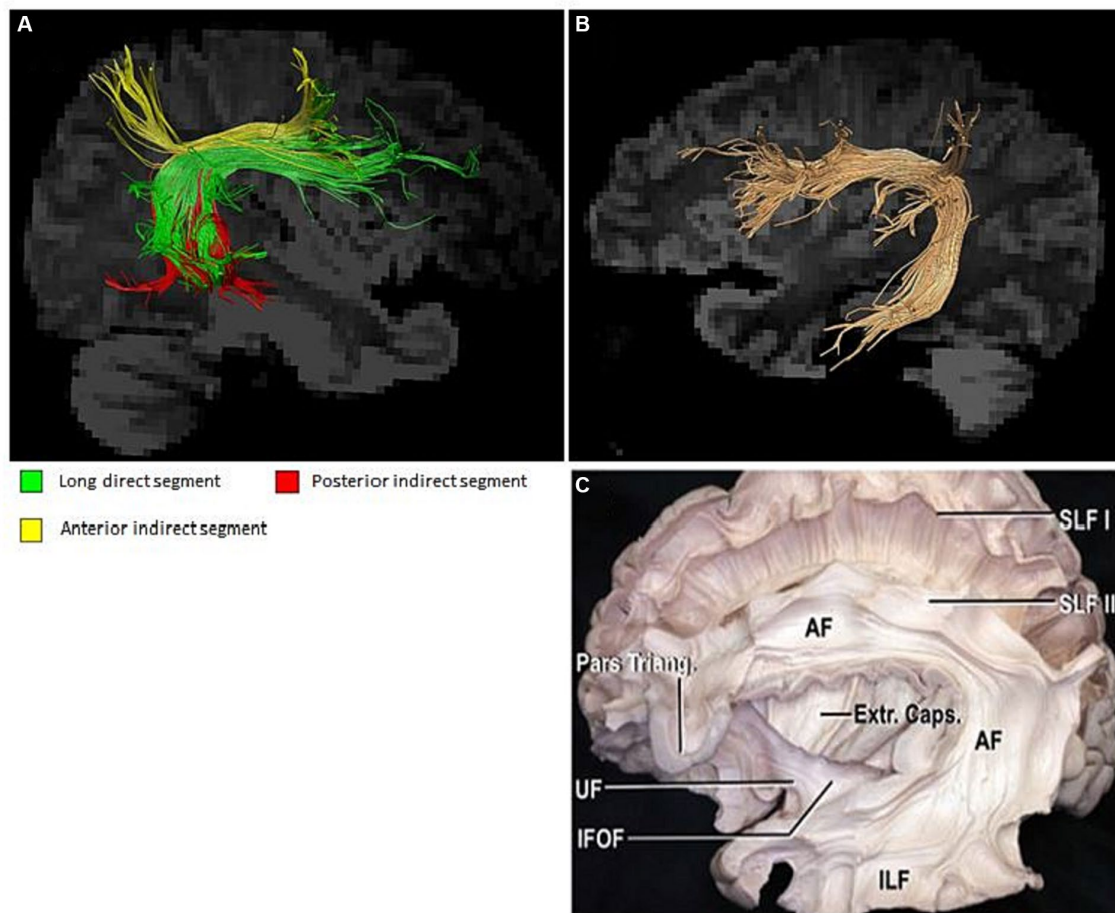 A
B
Long direct segment
Posterior indirect segment
Anterior indirect segment
C
SLF I
SLF II
AF
Pars Triang.
Extr. Caps.
AF
UF
IFOF
ILF